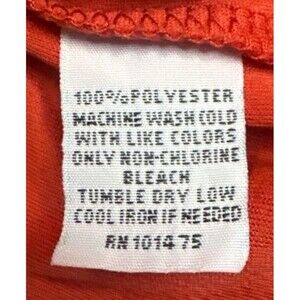 100% POLYESTER
MACHINE WASH COLD
WITH LIKE COLORS
ONLY NON-CHLORINE
BLEACH
TUMBLE DRY LOW
COOL IRON IF NEEDED
RN 101475